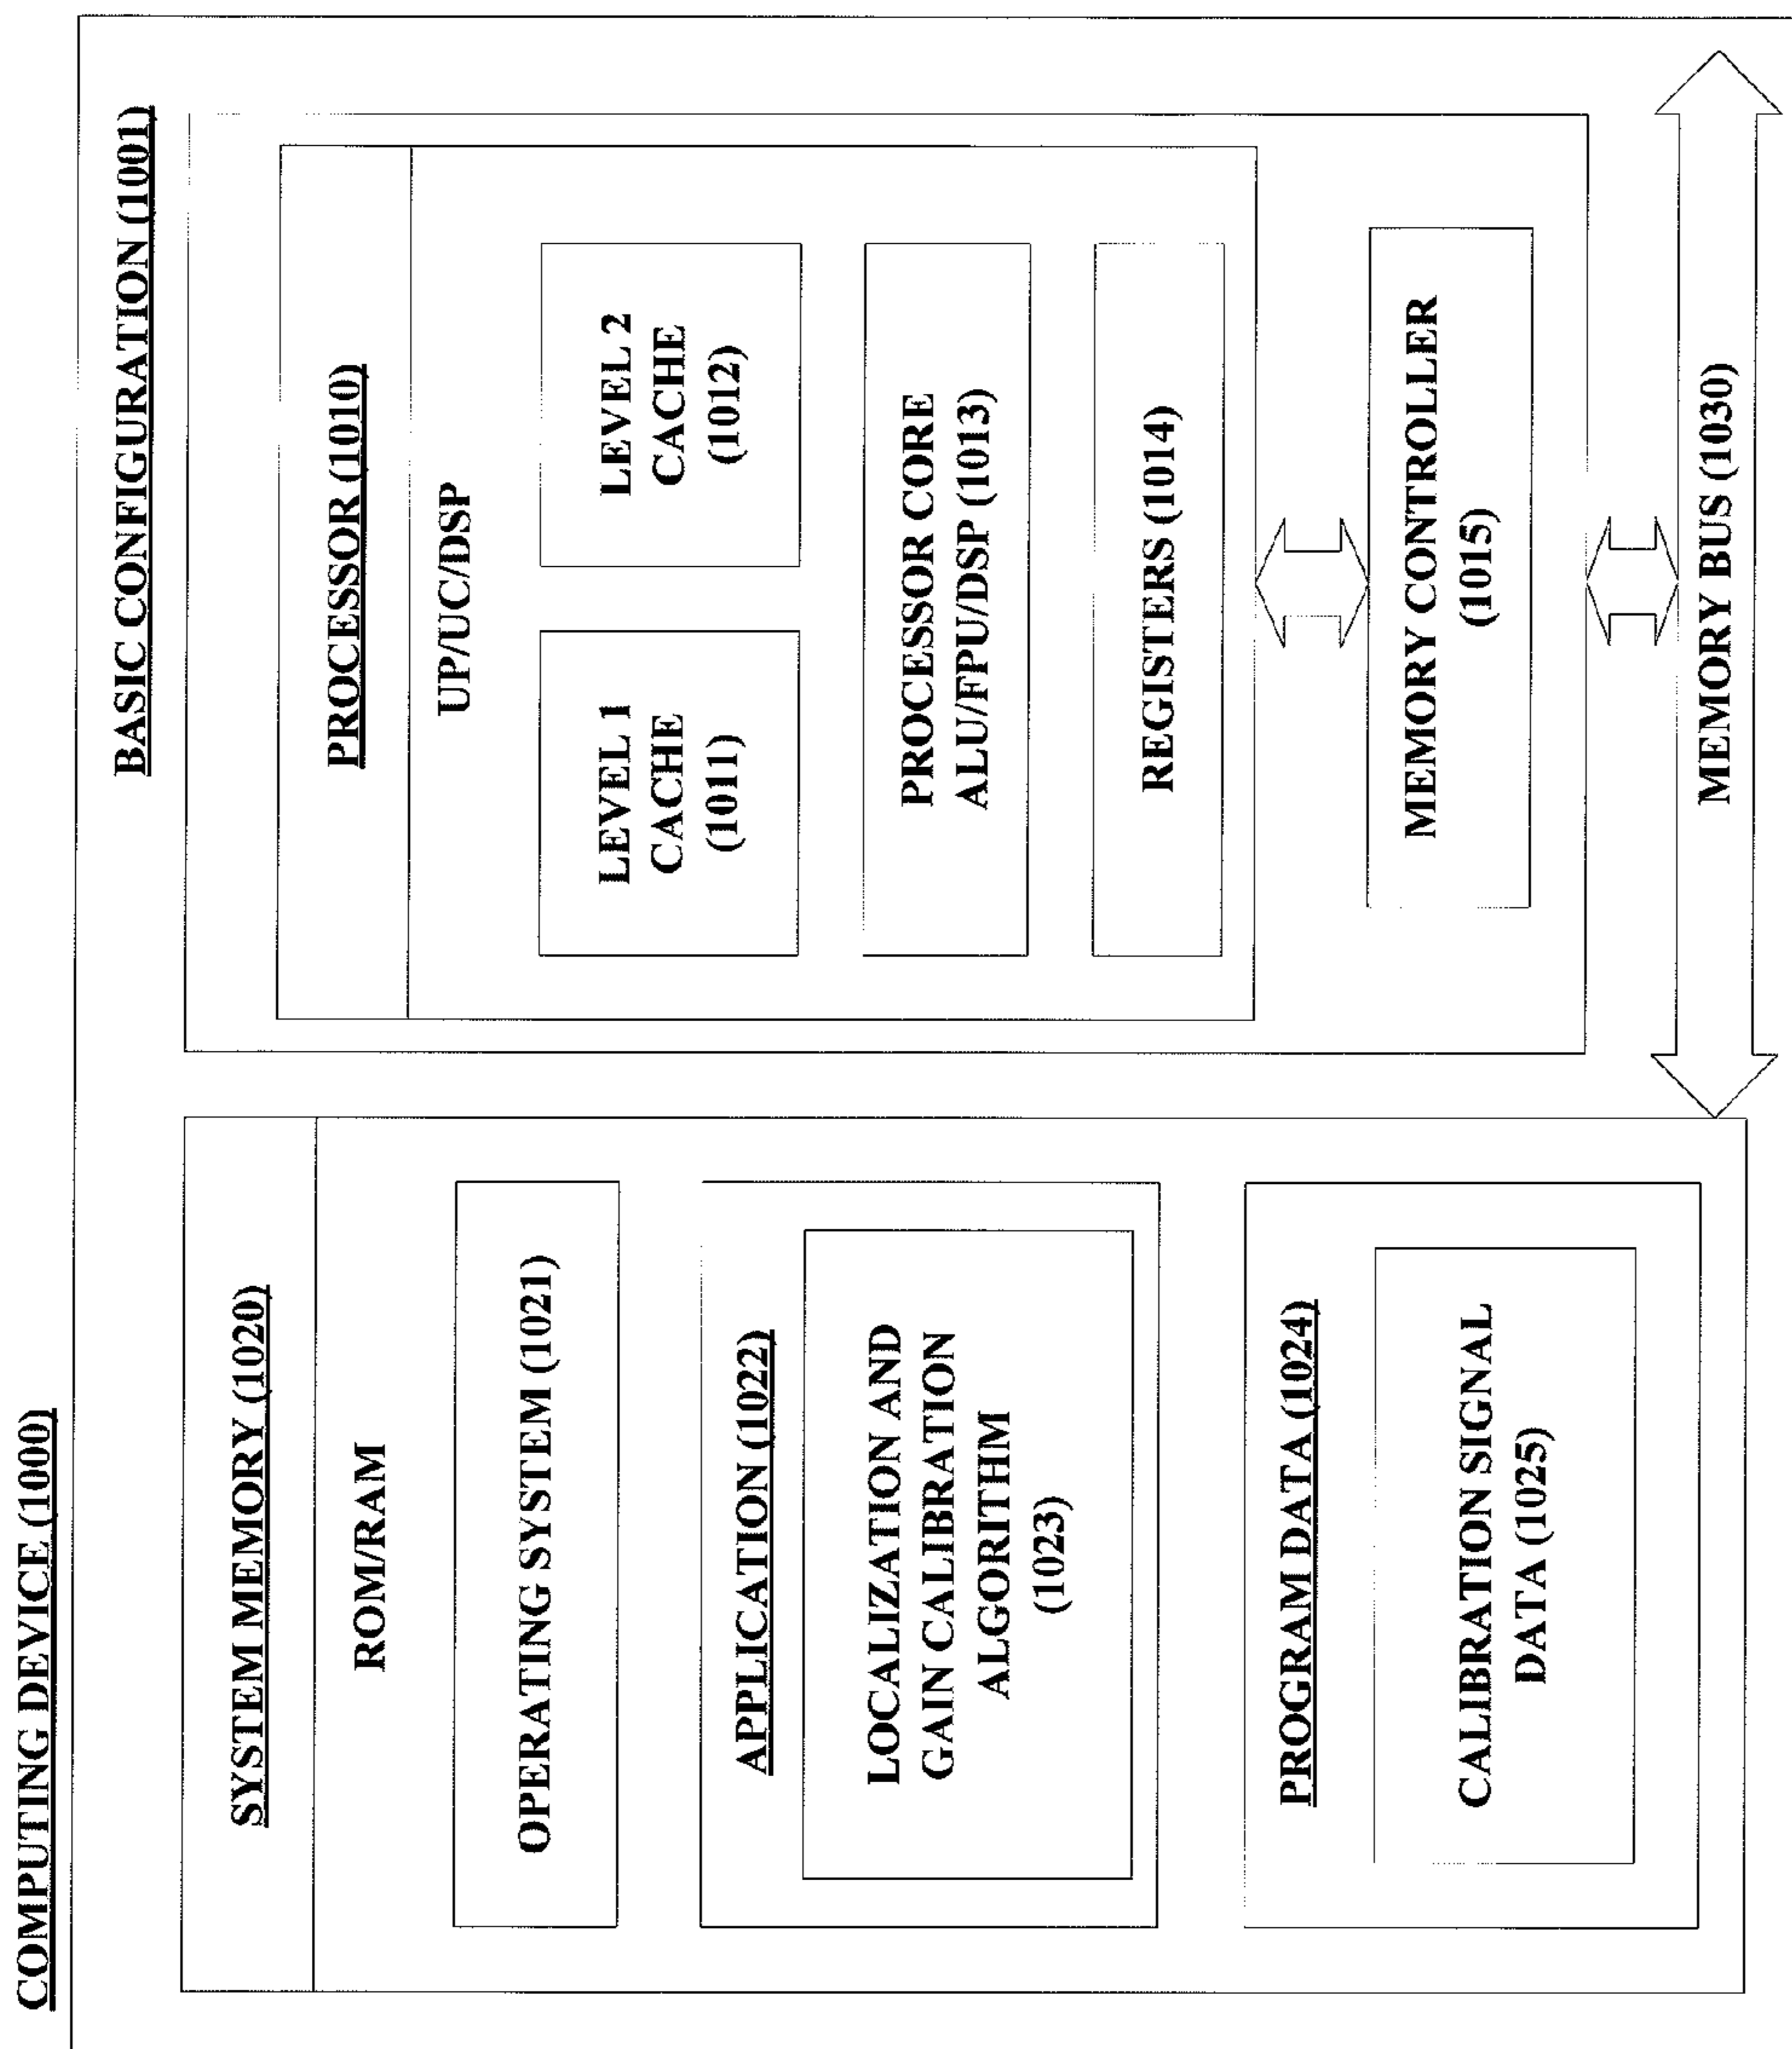 COMPUTING DEVICE (1000)
SYSTEM MEMORY (1020)
ROM/RAM
OPERATING SYSTEM (1021)
APPLICATION (1022)
LOCALIZATION AND
GAIN CALIBRATION
ALGORITHM
(1023)
PROGRAM DATA (1024)
CALIBRATION SIGNAL
DATA (1025)
BASIC CONFIGURATION (1001)
PROCESSOR (1010)
UP/UC/DSP
LEVEL 1
CACHE
(1011)
LEVEL 2
CACHE
(1012)
PROCESSOR CORE
ALU/FPU/DSP (1013)
REGISTERS (1014)
MEMORY CONTROLLER
(1015)
MEMORY BUS (1030)